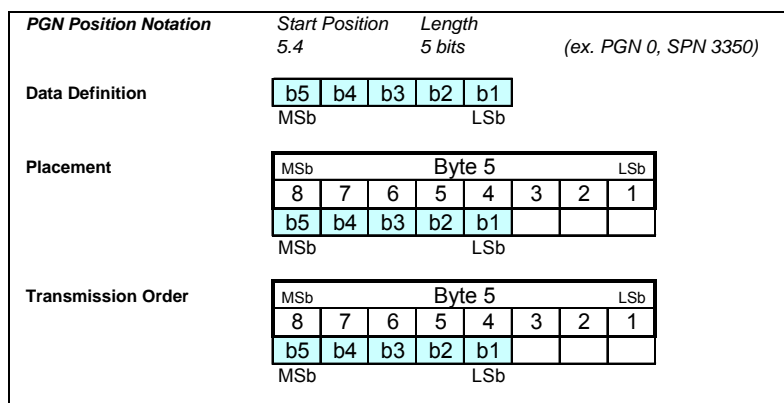 PGN Position Notation Start Position Length
5.4 5 bits (ex. PGN 0, SPN 3350)
Data Definition b5 b4 b3 b2 b1
MSb LSb
Placement MSb Byte 5 LSb
8 7 6 5 4 3 2 1
b5 b4 b3 b2 b1
MSb LSb
Transmission Order MSb Byte 5 LSb
8 7 6 5 4 3 2 1
b5 b4 b3 b2 b1
MSb LSb